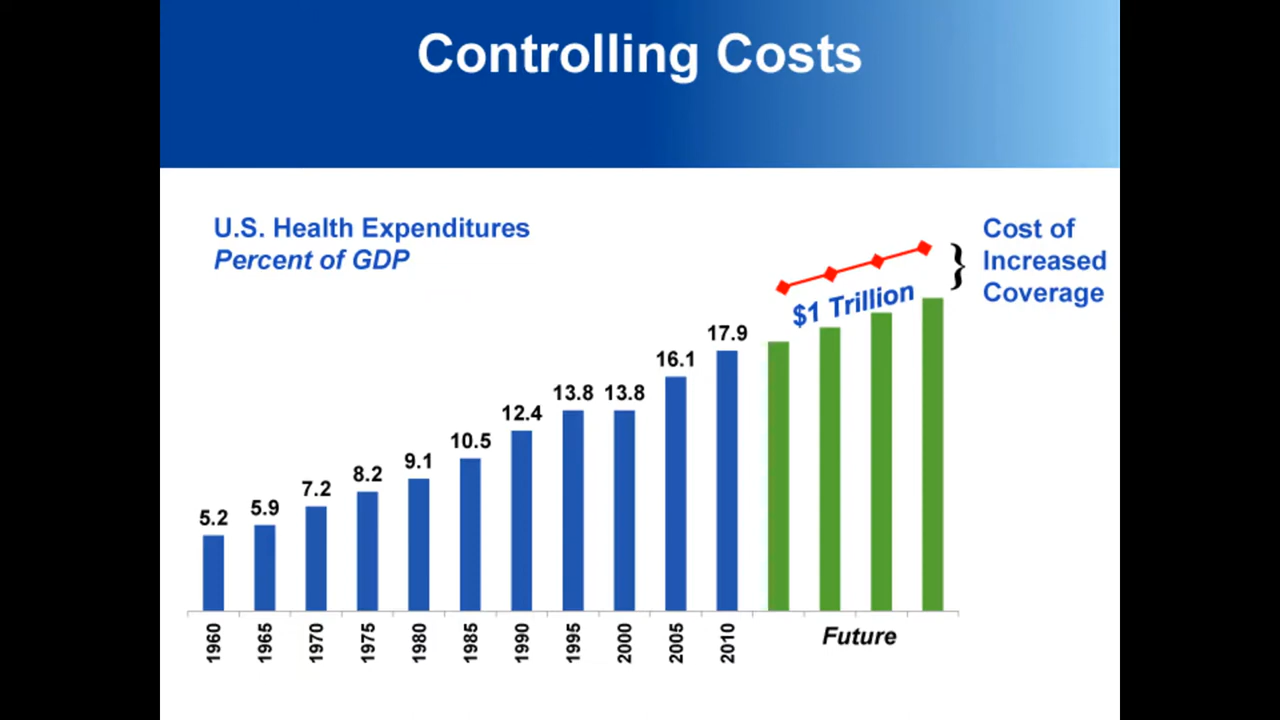 Controlling Costs
U.S. Health Expenditures
Percent of GDP
Cost of
Increased
Coverage
}
$1 Trillion
5.2
5.9
7.2
8.2
9.1
10.5
12.4
13.8
13.8
16.1
17.9
1960
1965
1970
1975
1980
1985
1990
1995
2000
2005
2010
Future